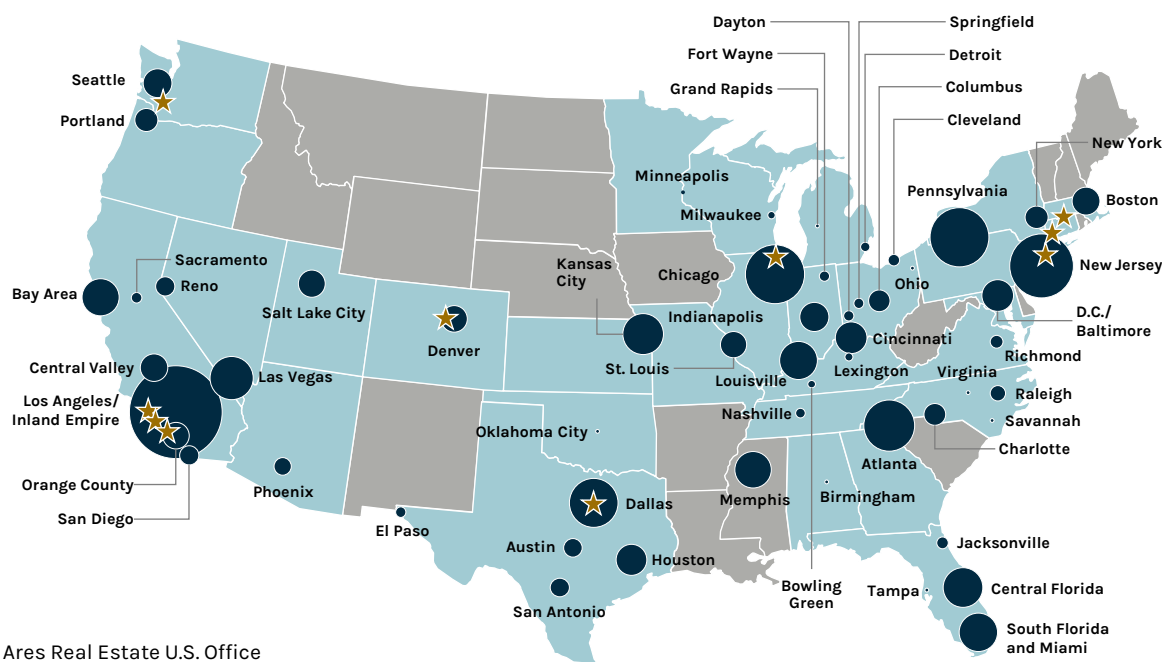 Dayton
Springfield
Fort Wayne
Detroit
Grand Rapids
Columbus
Cleveland
New York
Seattle
Portland
Minneapolis
Milwaukee
Pennsylvania
Boston
Sacramento
Bay Area
Reno
Salt Lake City
Kansas
City
Chicago
Ohio
New Jersey
Indianapolis
D.C./
Baltimore
Denver
Cincinnati
Richmond
Central Valley
Las Vegas
St. Louis
Louisville
Lexington
Virginia
Los Angeles/
Inland Empire
Nashville
Raleigh
Savannah
Oklahoma City
Charlotte
Atlanta
Orange County
Phoenix
Memphis
Birmingham
San Diego
Dallas
El Paso
Austin
Houston
Jacksonville
Bowling
Green
Tampa
Central Florida
San Antonio
South Florida
and Miami
Ares Real Estate U.S. Office